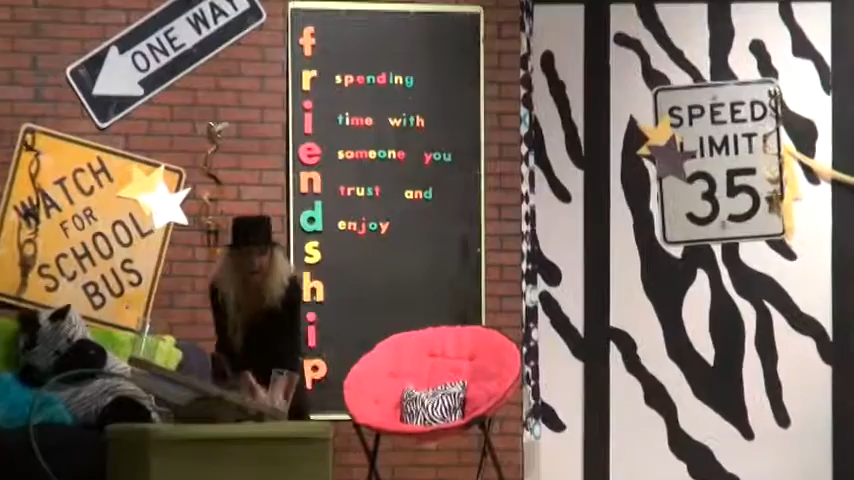 ONE WAY
WATCH
FOR
SCHOOL
BUS
friendship
spending
time with
someone you
trust and
enjoy
SPEED
LIMIT
35